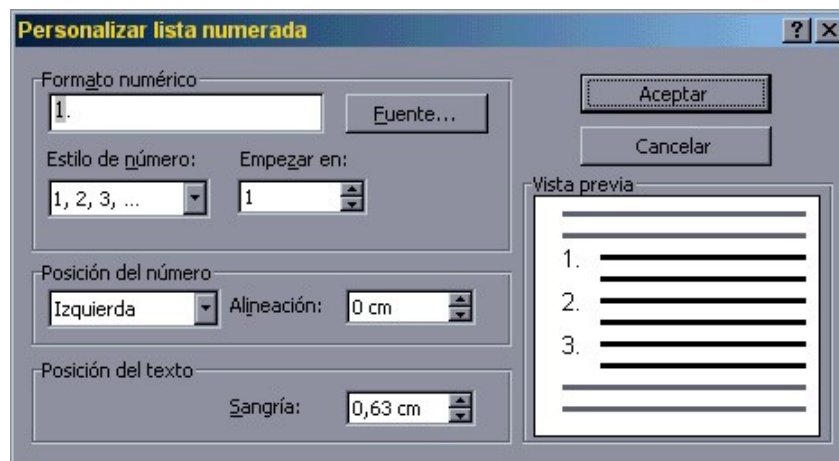 Personalizar lista numerada
Formato numérico
1.
Fuente...
Estilo de número:
Empezar en:
1, 2, 3, ...
1
Posición del número
Izquierda
Alineación:
0 cm
Posición del texto
Sangría:
0,63 cm
Aceptar
Cancelar
Vista previa
1.
2.
3.